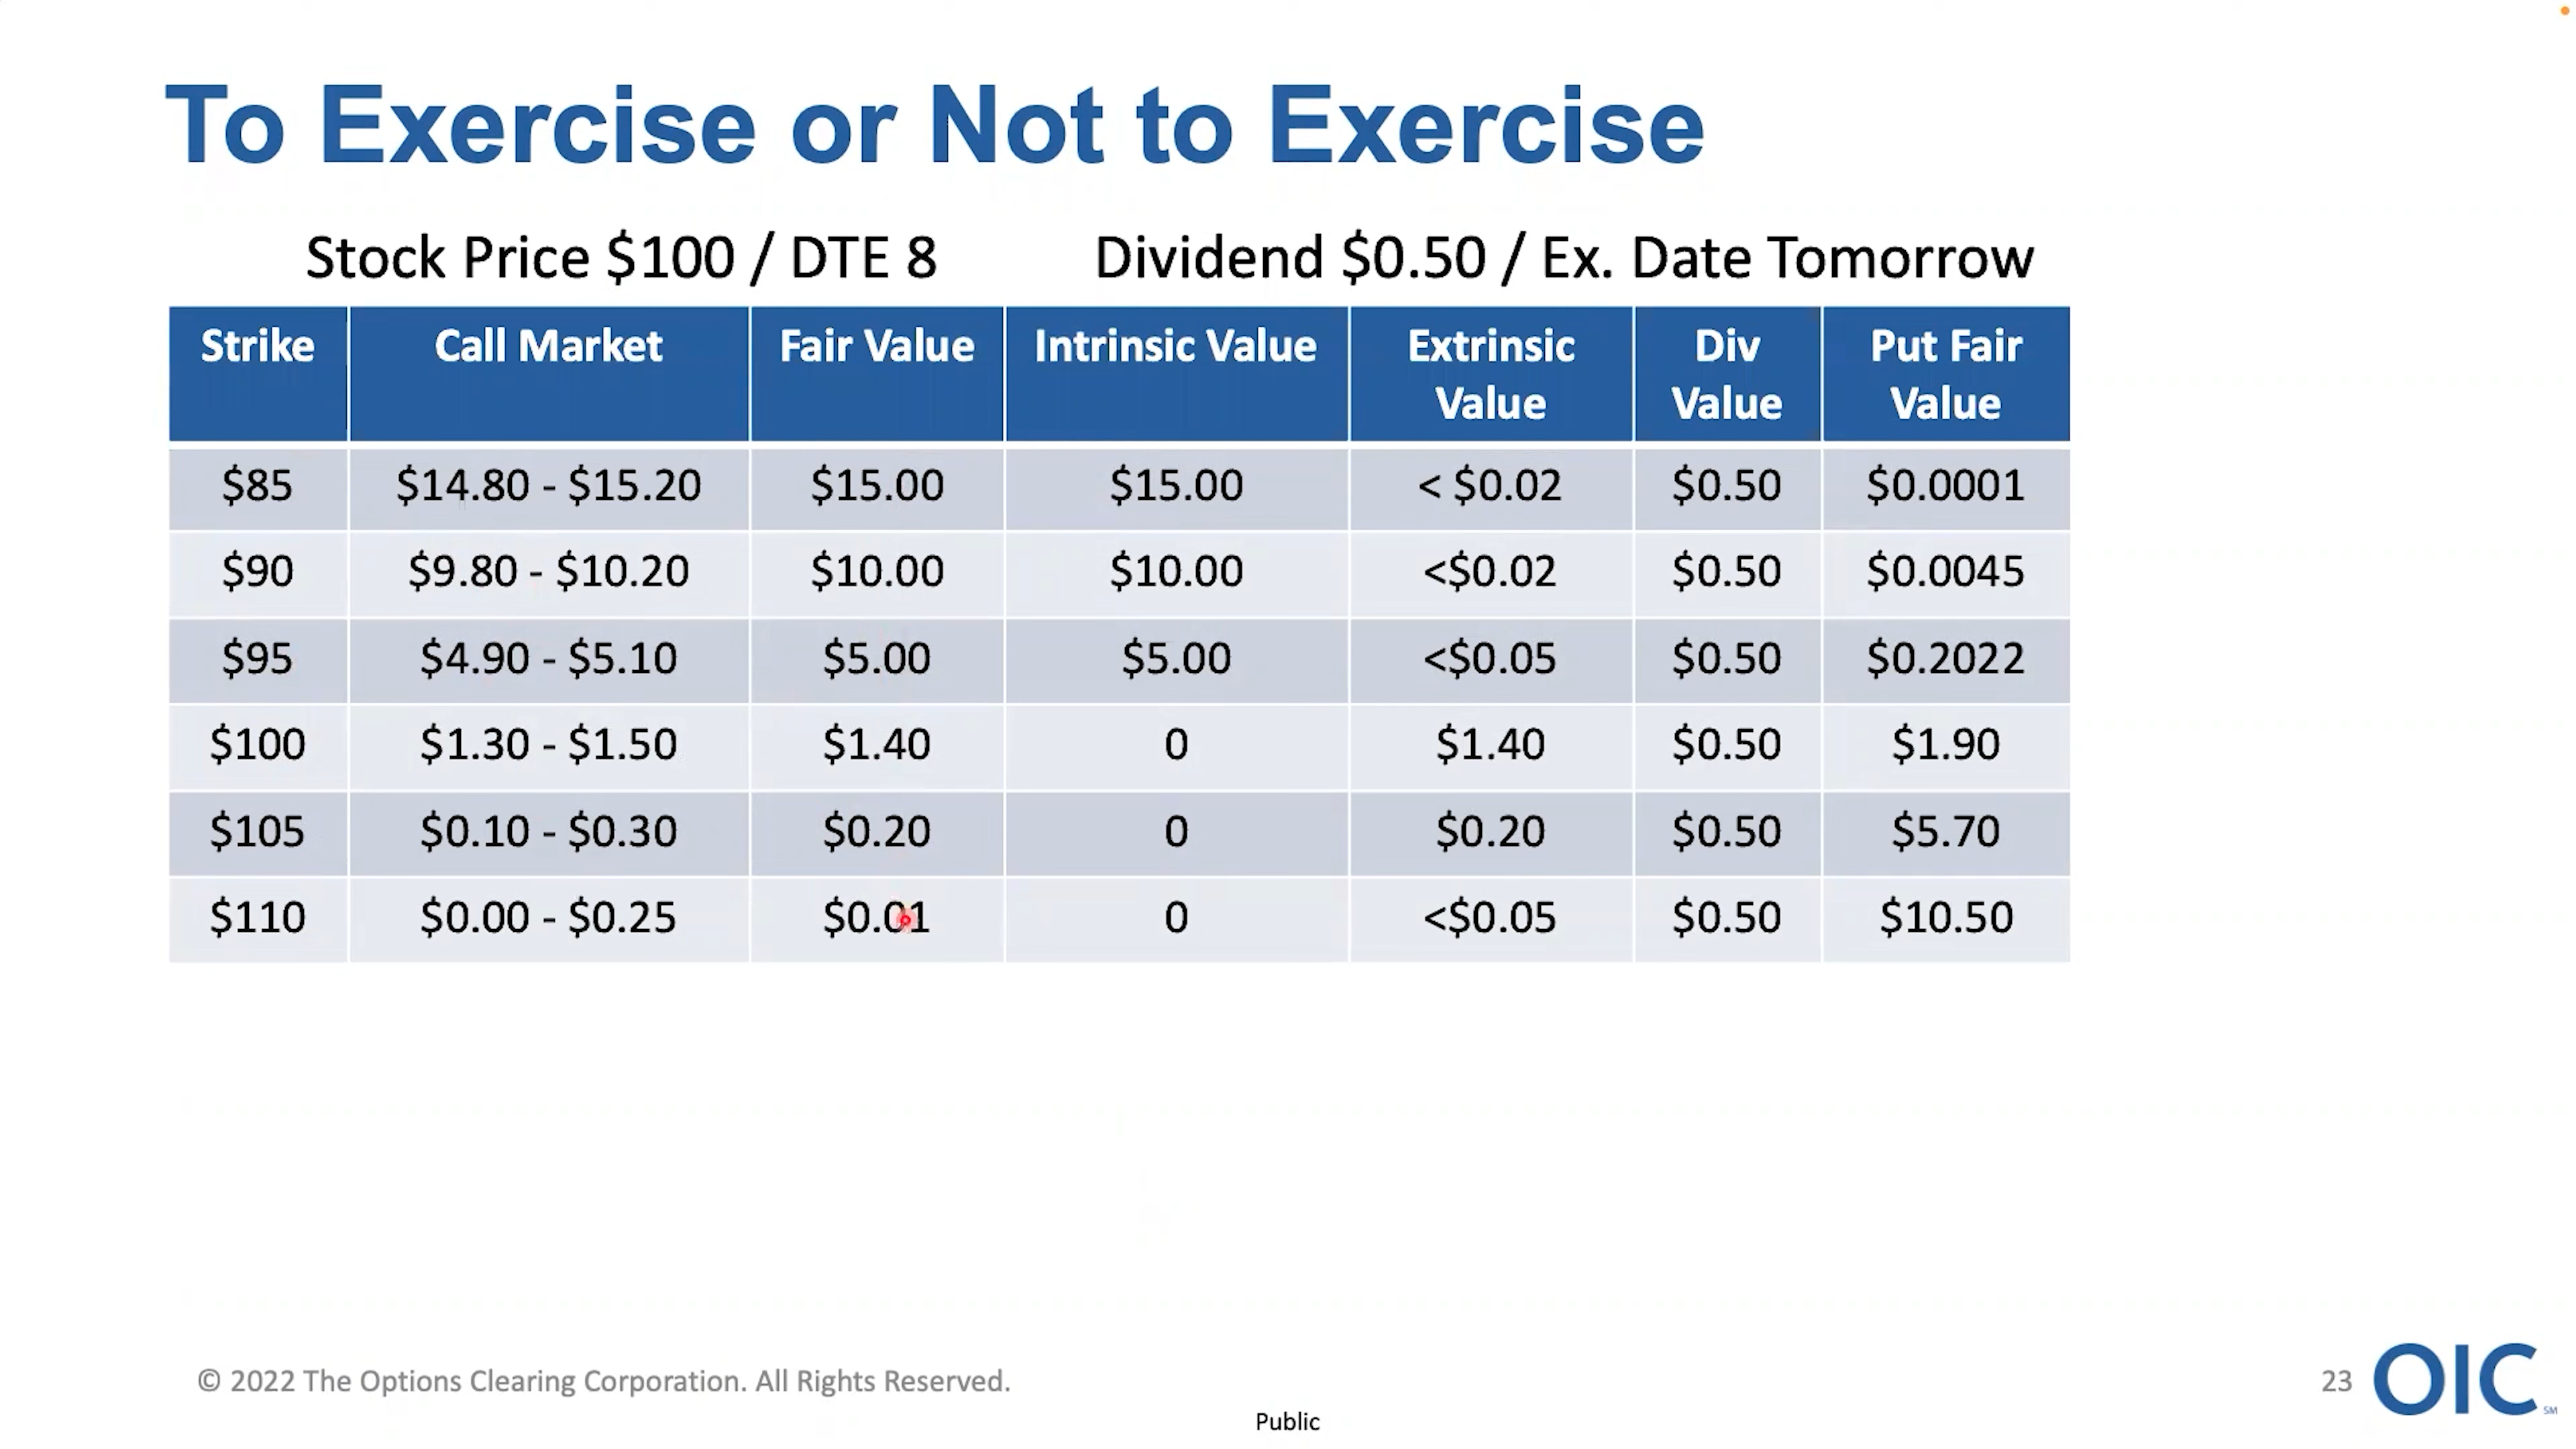 To Exercise or Not to Exercise
Stock Price $100 / DTE 8 Dividend $0.50 / Ex. Date Tomorrow
Strike Call Market Fair Value Intrinsic Value Extrinsic Value Div Value Put Fair Value
$85 $14.80 - $15.20 $15.00 $15.00 < $0.02 $0.50 $0.0001
$90 $9.80 - $10.20 $10.00 $10.00 <$0.02 $0.50 $0.0045
$95 $4.90 - $5.10 $5.00 $5.00 <$0.05 $0.50 $0.2022
$100 $1.30 - $1.50 $1.40 0 $1.40 $0.50 $1.90
$105 $0.10 - $0.30 $0.20 0 $0.20 $0.50 $5.70
$110 $0.00 - $0.25 $0.01 0 <$0.05 $0.50 $10.50
© 2022 The Options Clearing Corporation. All Rights Reserved.
23 OIC SM
Public